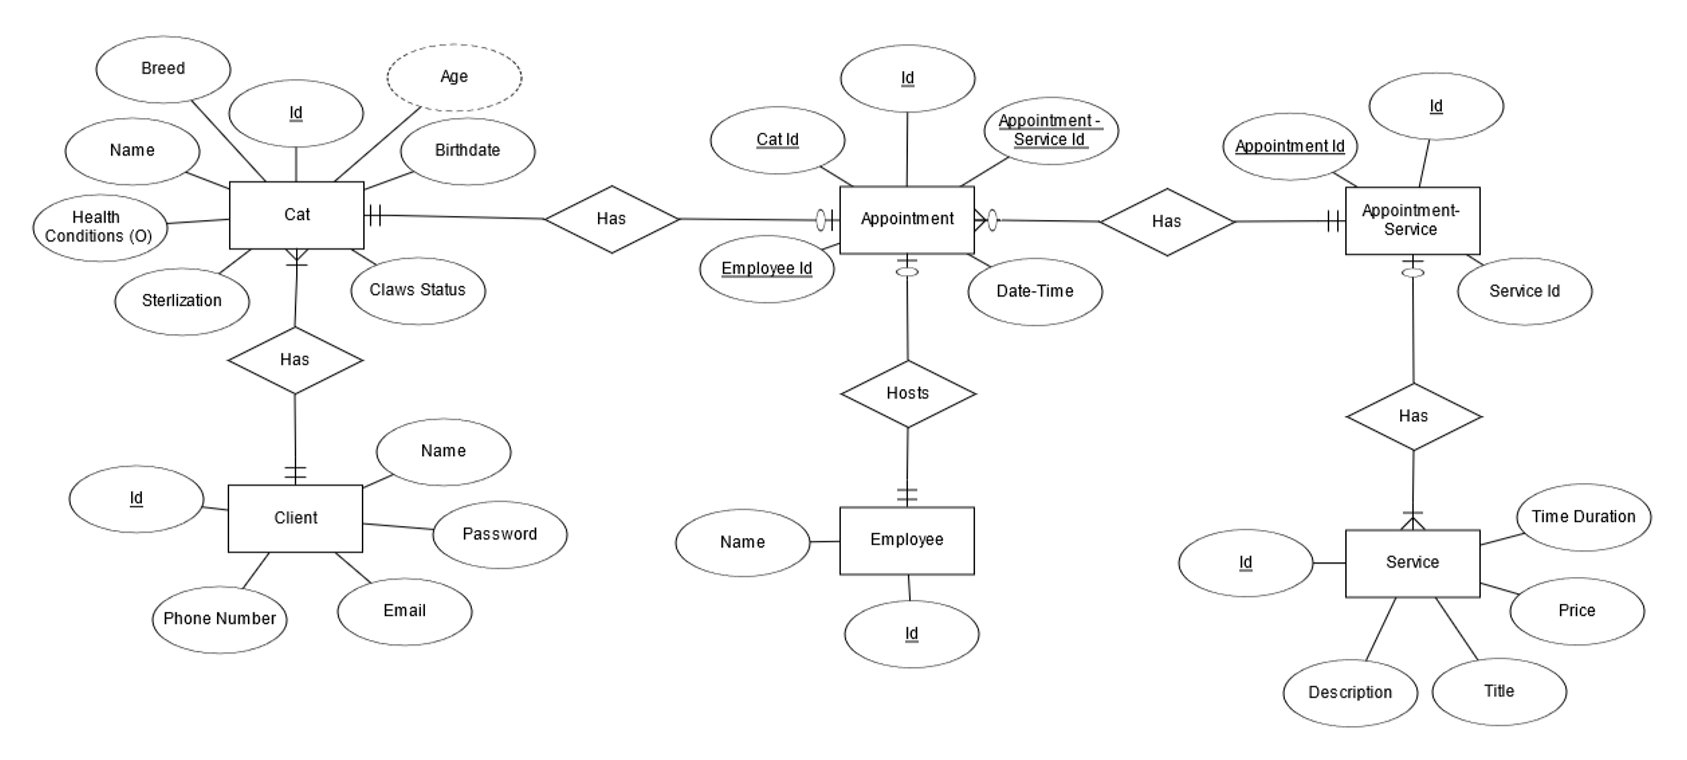 Breed
Age
Id
Name
Birthdate
Health
Conditions (O)
Cat
Sterlization
Claws Status
Has
Has
Id
Cat Id
Appointment -
Service Id
Appointment
Employee Id
Date-Time
Has
Id
Appointment Id
Appointment-
Service
Service Id
Hosts
Has
Name
Id
Client
Password
Phone Number
Email
Name
Employee
Id
Time Duration
Id
Service
Price
Description
Title